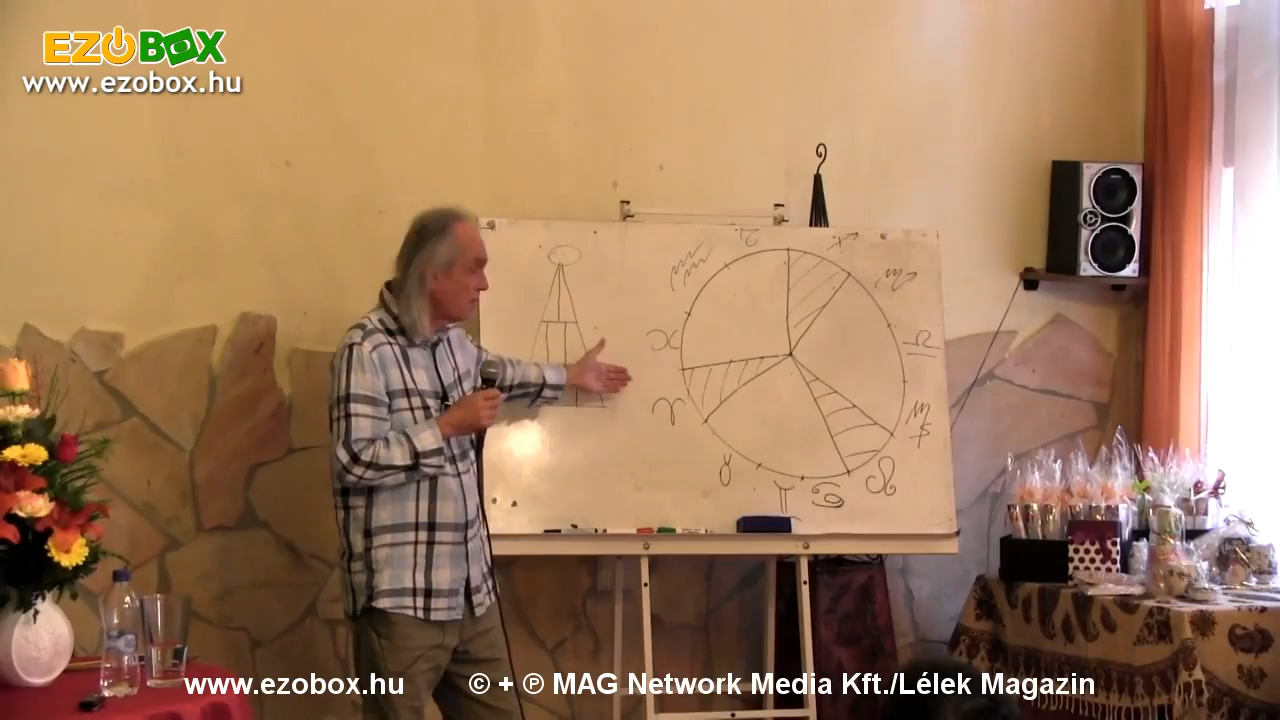 EZOBOX
www.ezobox.hu
♒ ♑ ♐ ♏
♓ ♎
♈ ♍
♉ ♊ ♋ ♌
www.ezobox.hu © + ℗ MAG Network Media Kft./Lélek Magazin